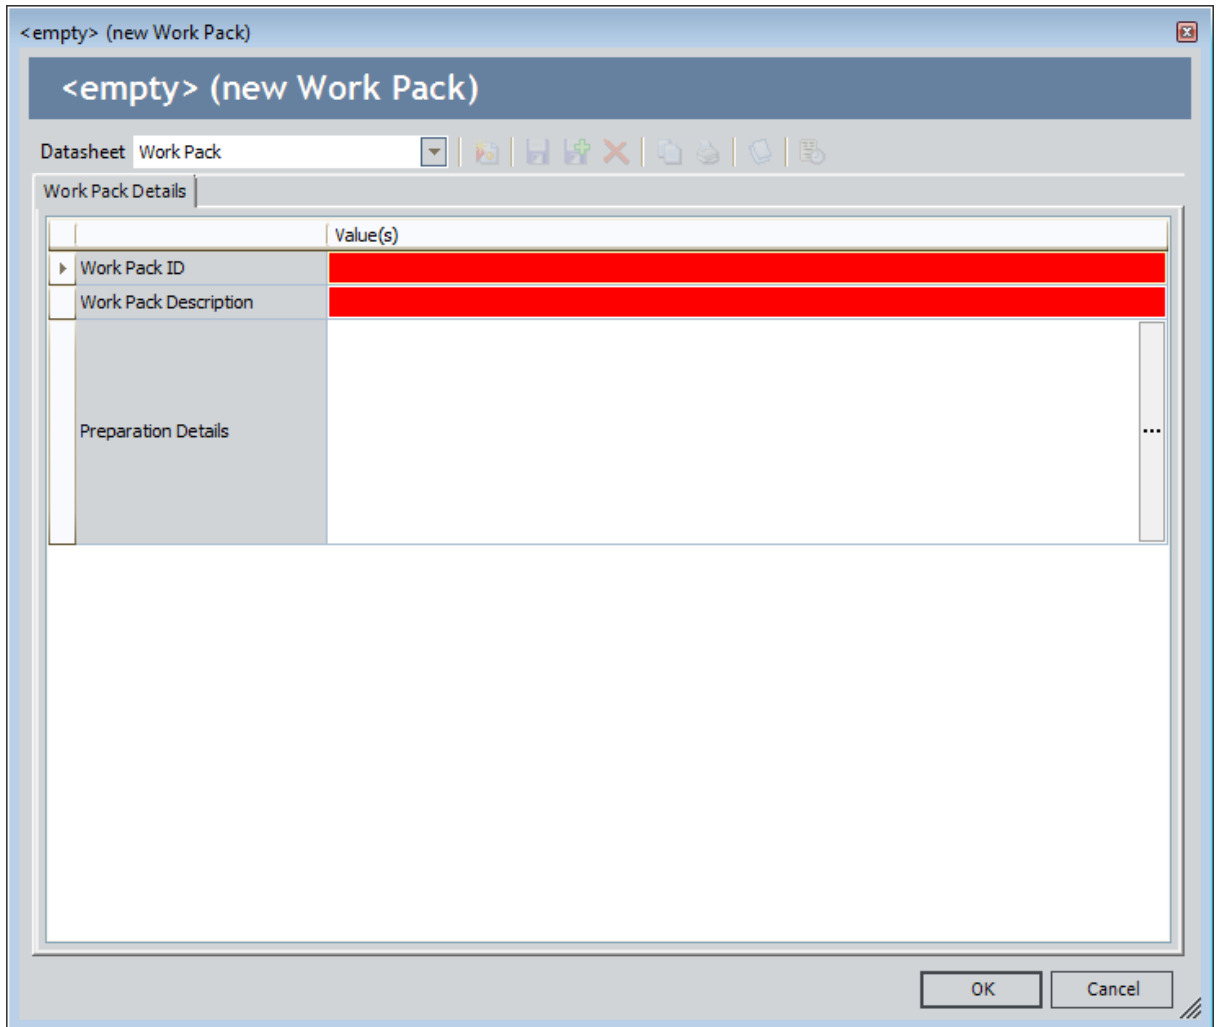 <empty> (new Work Pack)
<empty> (new Work Pack)
Datasheet Work Pack
Work Pack Details
Value(s)
Work Pack ID
Work Pack Description
Preparation Details
...
OK Cancel